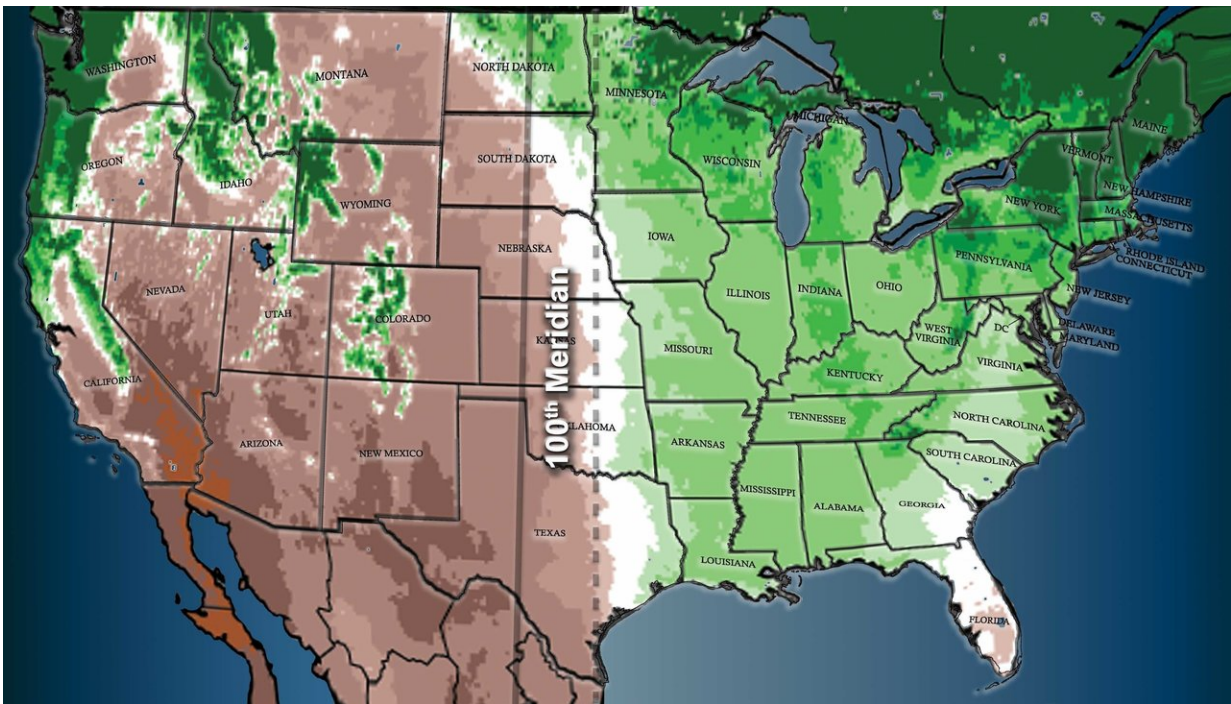 WASHINGTON
MONTANA
NORTH DAKOTA
MINNESOTA
MICHIGAN
MAINE
VERMONT
OREGON
IDAHO
WYOMING
SOUTH DAKOTA
WISCONSIN
NEW HAMPSHIRE
NEW YORK
MASSACHUSETTS
RHODE ISLAND
CONNECTICUT
NEBRASKA
IOWA
PENNSYLVANIA
NEVADA
UTAH
COLORADO
KANSAS
100th Meridian
ILLINOIS
INDIANA
OHIO
NEW JERSEY
DELAWARE
MARYLAND
DC
WEST
VIRGINIA
VIRGINIA
MISSOURI
KENTUCKY
CALIFORNIA
ARIZONA
NEW MEXICO
OKLAHOMA
ARKANSAS
TENNESSEE
NORTH CAROLINA
SOUTH CAROLINA
TEXAS
LOUISIANA
MISSISSIPPI
ALABAMA
GEORGIA
FLORIDA